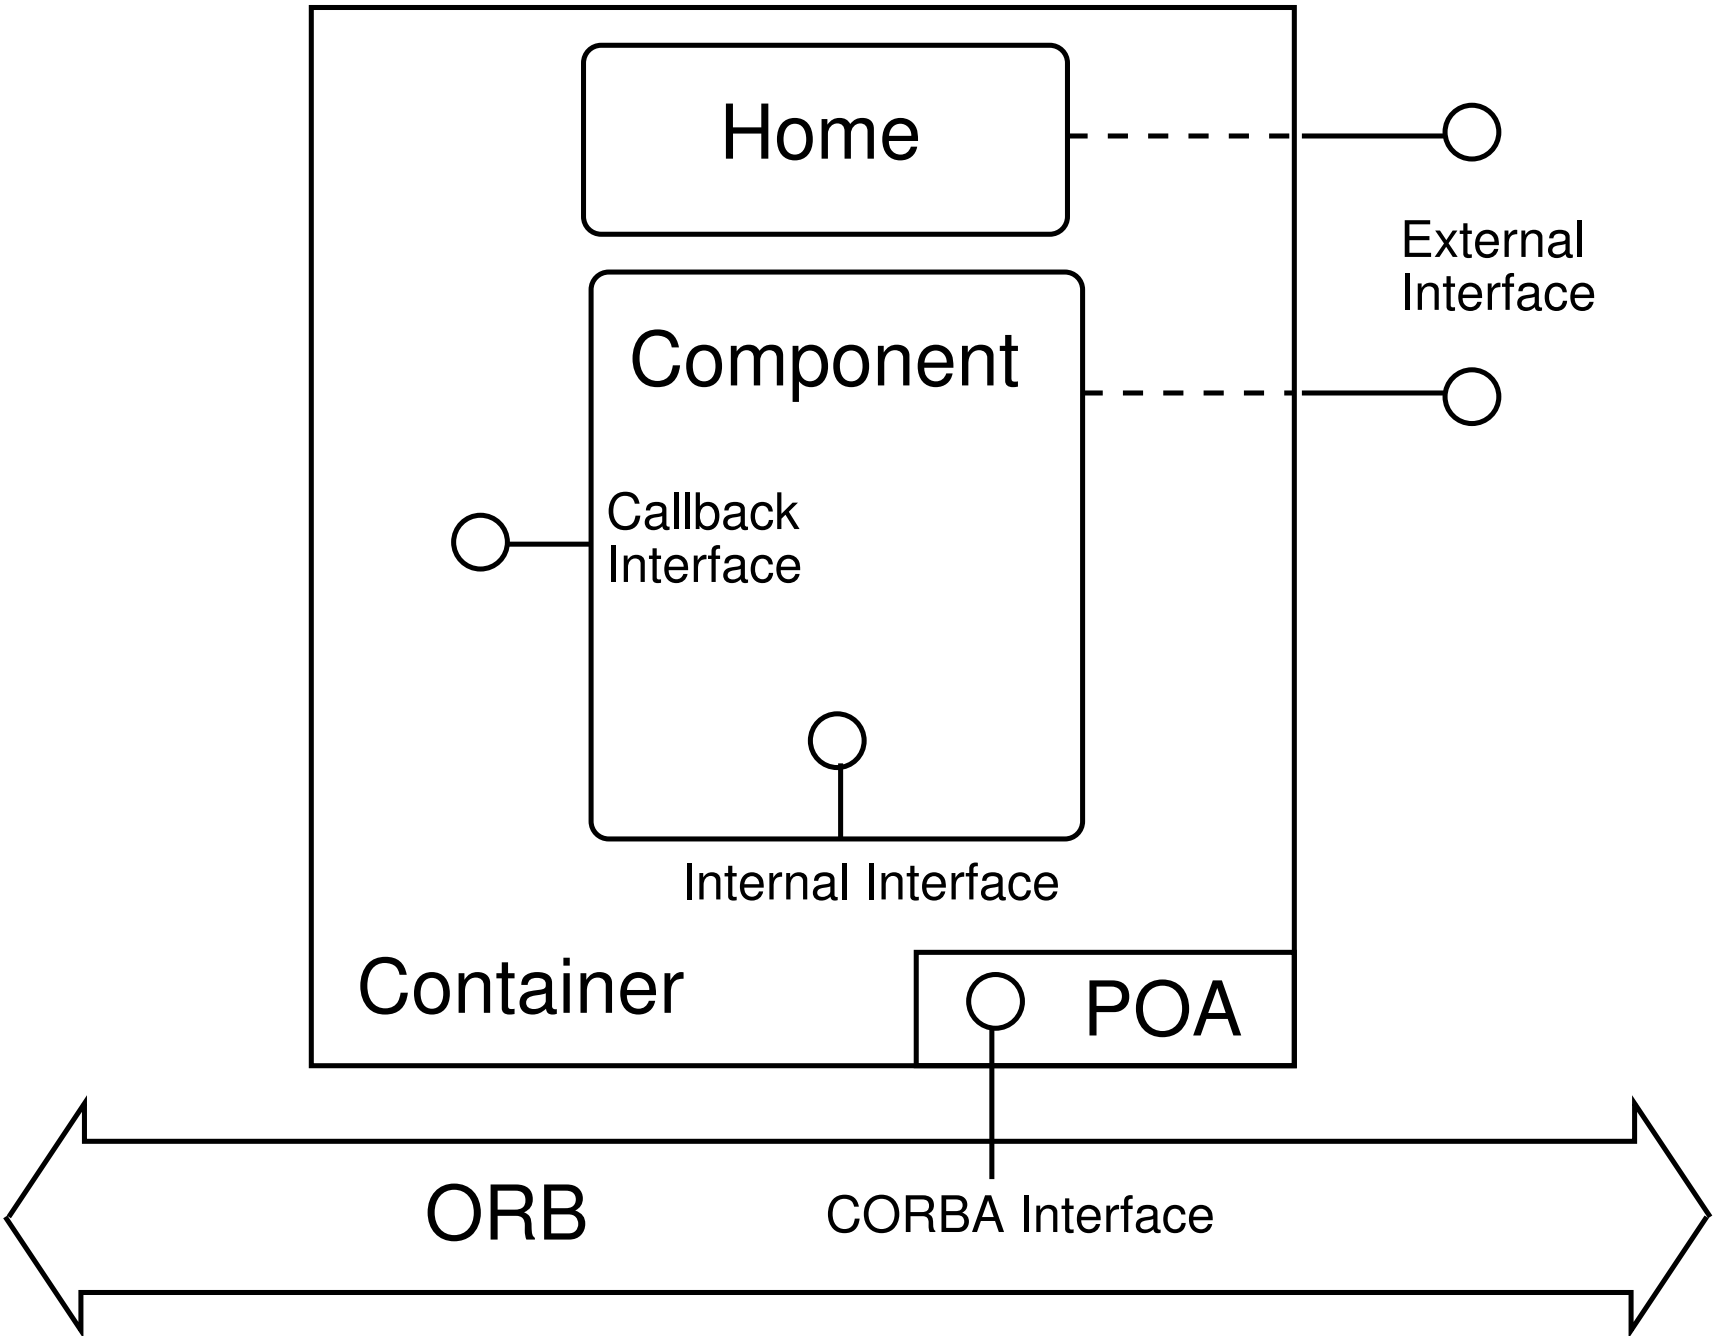 Home
External
Interface
Component
Callback
Interface
Internal Interface
Container
POA
ORB
CORBA Interface